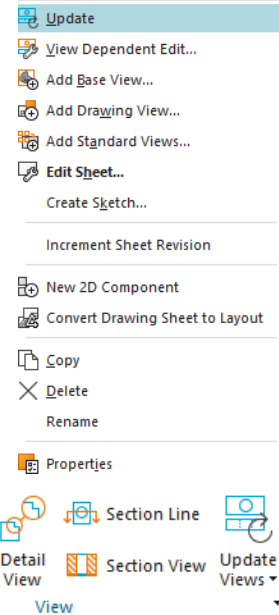 Update
View Dependent Edit...
Add Base View...
Add Drawing View...
Add Standard Views...
Edit Sheet...
Create Sketch...
Increment Sheet Revision
New 2D Component
Convert Drawing Sheet to Layout
Copy
Delete
Rename
Properties
Section Line
Detail
View
Section View
Update
Views
View